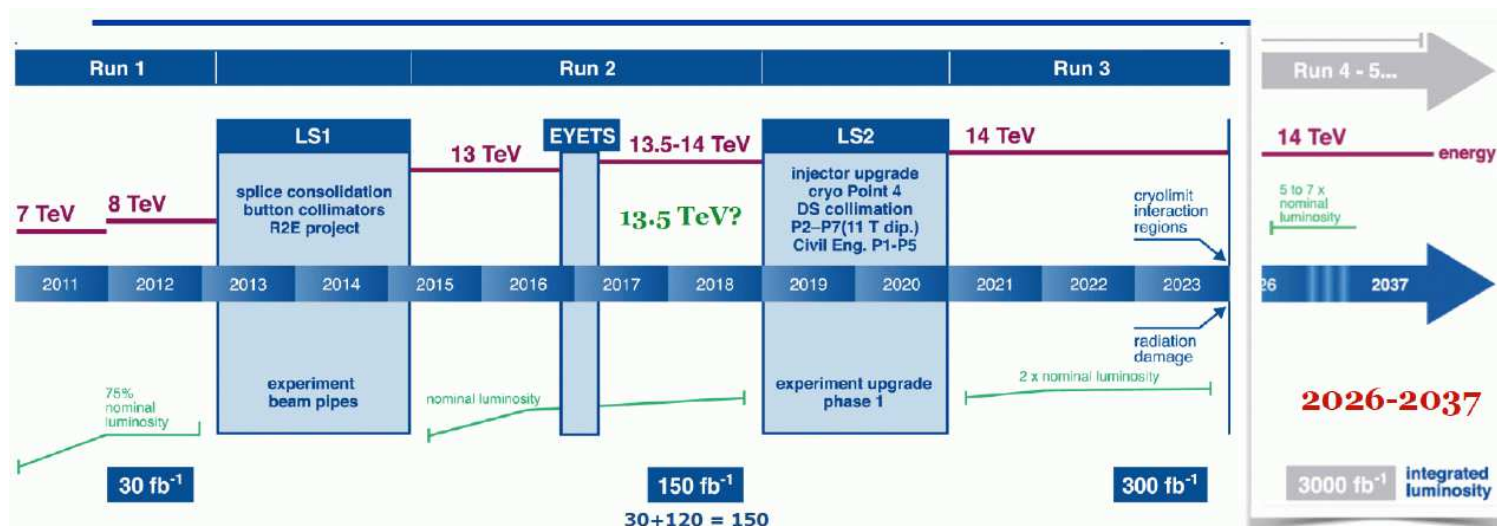 Run 1
Run 2
Run 3
Run 4 - 5...
LS1
EYETS
LS2
7 TeV
8 TeV
13 TeV
13.5-14 TeV
14 TeV
14 TeV
energy
splice consolidation
button collimators
R2E project
13.5 TeV?
injector upgrade
cryo Point 4
DS collimation
P2–P7(11 T dip.)
Civil Eng. P1-P5
cryolimit
interaction
regions
5 to 7 x
nominal
luminosity
2011
2012
2013
2014
2015
2016
2017
2018
2019
2020
2021
2022
2023
26
2037
radiation
damage
75%
nominal
luminosity
experiment
beam pipes
nominal luminosity
experiment upgrade
phase 1
2 x nominal luminosity
2026-2037
30 fb⁻¹
150 fb⁻¹
300 fb⁻¹
3000 fb⁻¹
integrated
luminosity
30+120 = 150